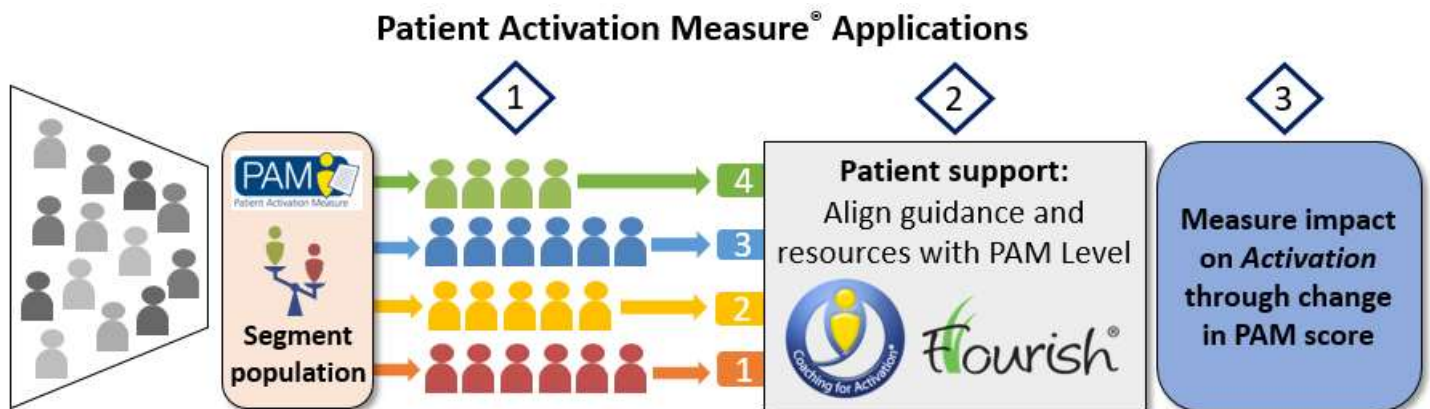 Patient Activation Measure® Applications
1
2
3
PAM
Patient Activation Measure
Segment
population
4
3
2
1
Patient support:
Align guidance and
resources with PAM Level
Coaching for Activation®
Flourish®
Measure impact
on Activation
through change
in PAM score